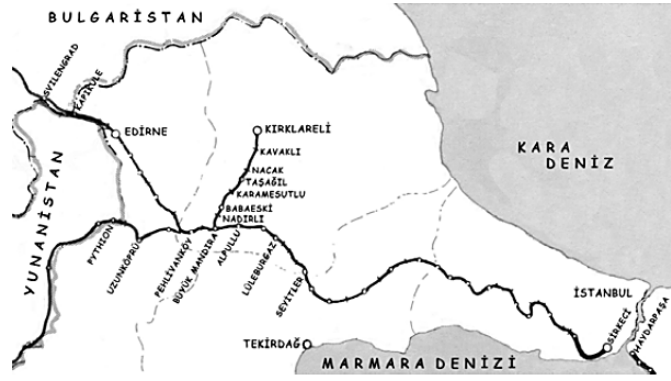 BULGARİSTAN
SVILENGRAD
KAPIKULE
EDİRNE
KIRKLARELİ
KAVAKLI
NACAK
TAŞAĞIL
KARAMESUTLU
BABAESKİ
NADIRLI
KARA
DENİZ
YUNANİSTAN
PYTHION
UZUNKÖPRÜ
PEHLİVANKÖY
BÜYÜK MANDIRA
ALPULLU
LÜLEBURGAZ
SEYİTLER
İSTANBUL
SİRKECİ
HAYDARPAŞA
TEKİRDAĞ
MARMARA DENİZİ